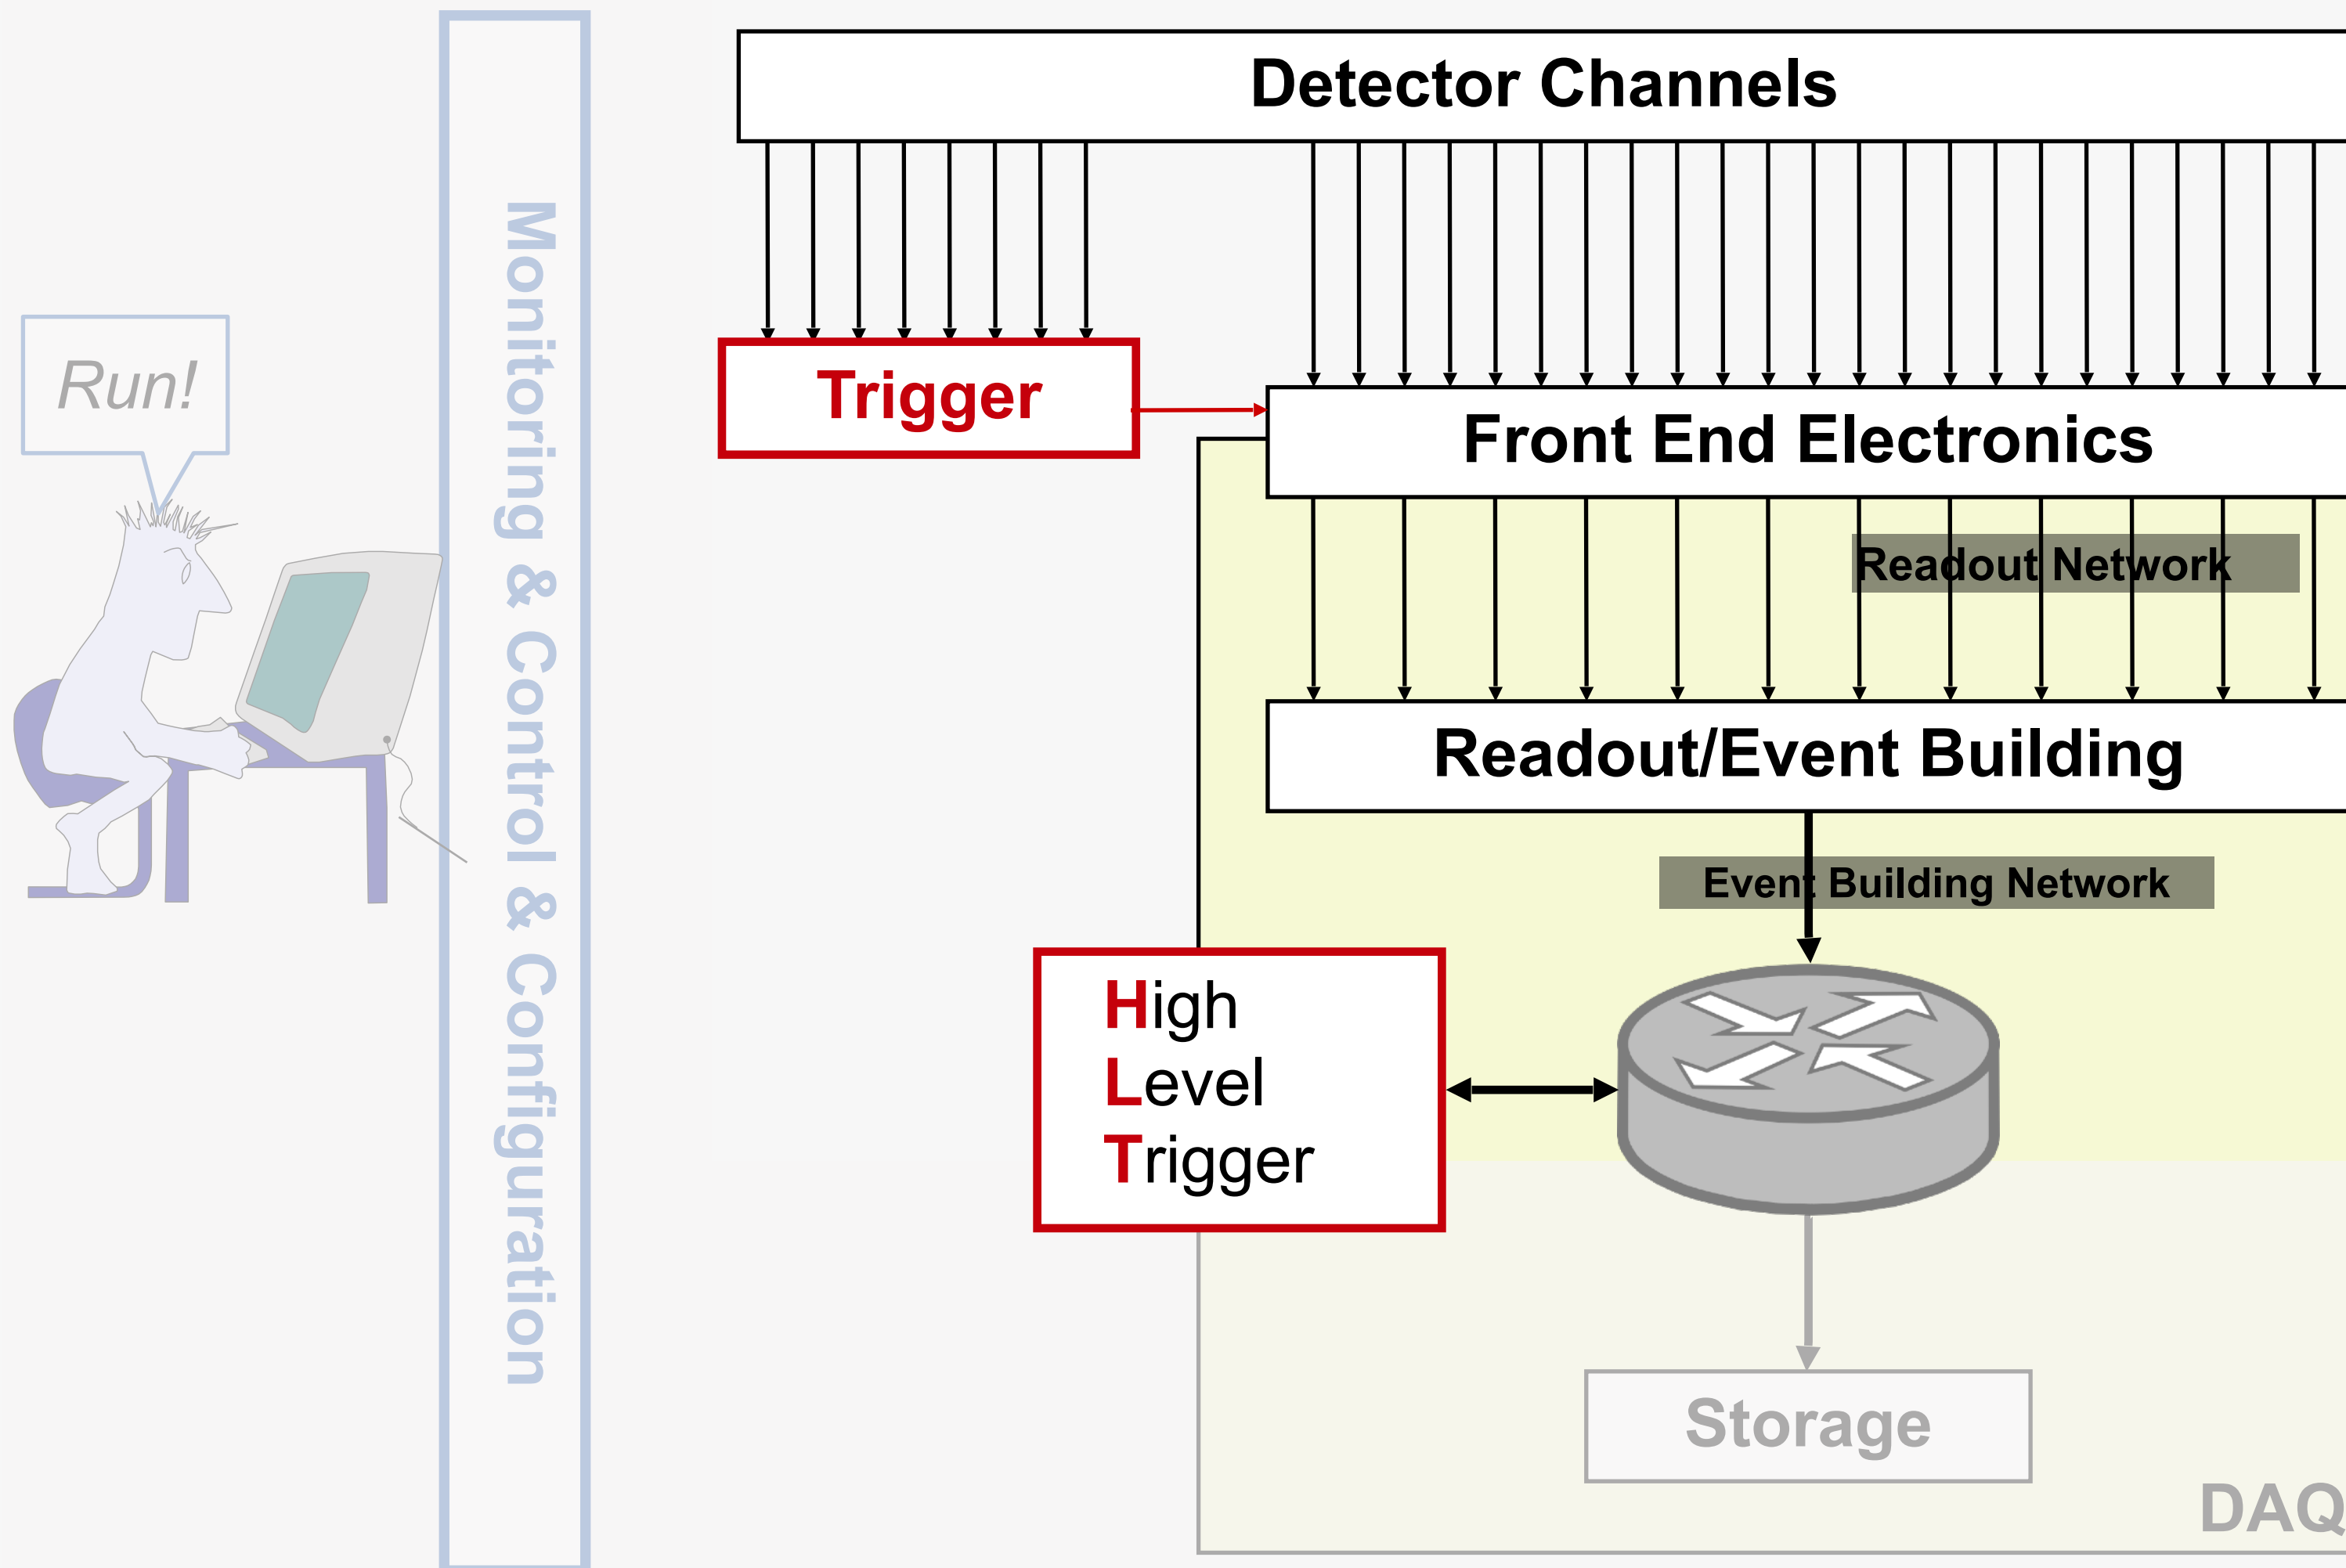 Detector Channels
Run!
Monitoring & Control & Configuration
Trigger
Front End Electronics
Readout Network
Readout/Event Building
Event Building Network
High
Level
Trigger
Storage
DAQ